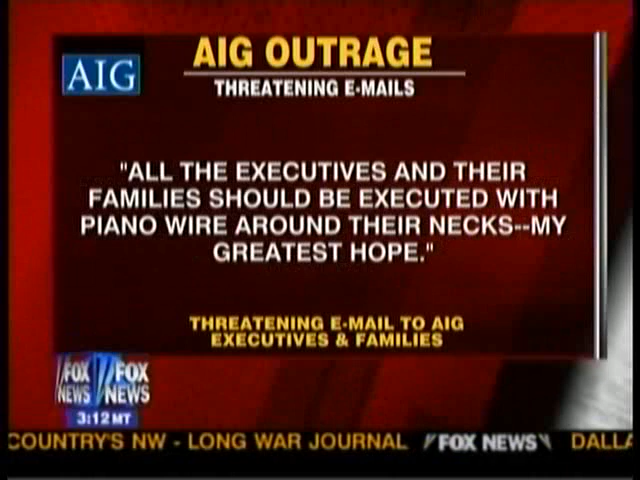 AIG OUTRAGE
AIG
THREATENING E-MAILS
"ALL THE EXECUTIVES AND THEIR
FAMILIES SHOULD BE EXECUTED WITH
PIANO WIRE AROUND THEIR NECKS--MY
GREATEST HOPE."
THREATENING E-MAIL TO AIG
EXECUTIVES & FAMILIES
FOX FOX
NEWS NEWS
3:12 MT
COUNTRY'S NW - LONG WAR JOURNAL FOX NEWS DALLA